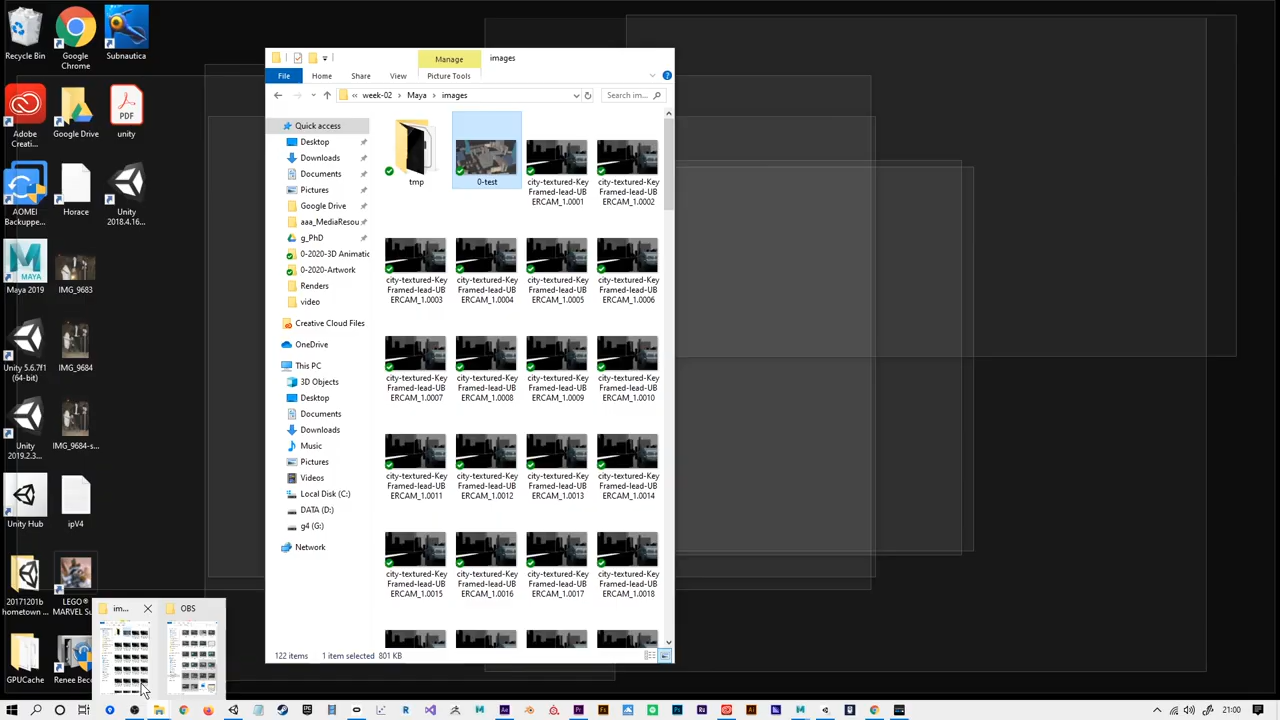 Recycle Bin
Google
Chrome
Subnautica
Adobe
Creati...
Google Drive
unity
AOMEI
Backuppe...
Horace
Unity
2018.4.16...
Maya 2019
IMG_9683
Unity 5.6.7f1
(64-bit)
IMG_9684
Unity
2019.2.3...
IMG_9684-s...
Unity Hub
ipV4
20171201b
hometown ...
LEGO®
MARVEL Su...
GPUCache
Renee Bec...
Manage
images
File
Home
Share
View
Picture Tools
«
week-02
Maya
images
Search im...
Quick access
Desktop
Downloads
Documents
Pictures
Google Drive
aaa_MediaResou
g_PhD
0-2020-3D Animatic
0-2020-Artwork
Renders
video
Creative Cloud Files
OneDrive
This PC
3D Objects
Desktop
Documents
Downloads
Music
Pictures
Videos
Local Disk (C:)
DATA (D:)
g4 (G:)
Network
tmp
0-test
city-textured-Key
Framed-lead-UB
ERCAM_1.0001
city-textured-Key
Framed-lead-UB
ERCAM_1.0002
city-textured-Key
Framed-lead-UB
ERCAM_1.0003
city-textured-Key
Framed-lead-UB
ERCAM_1.0004
city-textured-Key
Framed-lead-UB
ERCAM_1.0005
city-textured-Key
Framed-lead-UB
ERCAM_1.0006
city-textured-Key
Framed-lead-UB
ERCAM_1.0007
city-textured-Key
Framed-lead-UB
ERCAM_1.0008
city-textured-Key
Framed-lead-UB
ERCAM_1.0009
city-textured-Key
Framed-lead-UB
ERCAM_1.0010
city-textured-Key
Framed-lead-UB
ERCAM_1.0011
city-textured-Key
Framed-lead-UB
ERCAM_1.0012
city-textured-Key
Framed-lead-UB
ERCAM_1.0013
city-textured-Key
Framed-lead-UB
ERCAM_1.0014
city-textured-Key
Framed-lead-UB
ERCAM_1.0015
city-textured-Key
Framed-lead-UB
ERCAM_1.0016
city-textured-Key
Framed-lead-UB
ERCAM_1.0017
city-textured-Key
Framed-lead-UB
ERCAM_1.0018
122 items
1 item selected 801 KB
im...
OBS
21:00